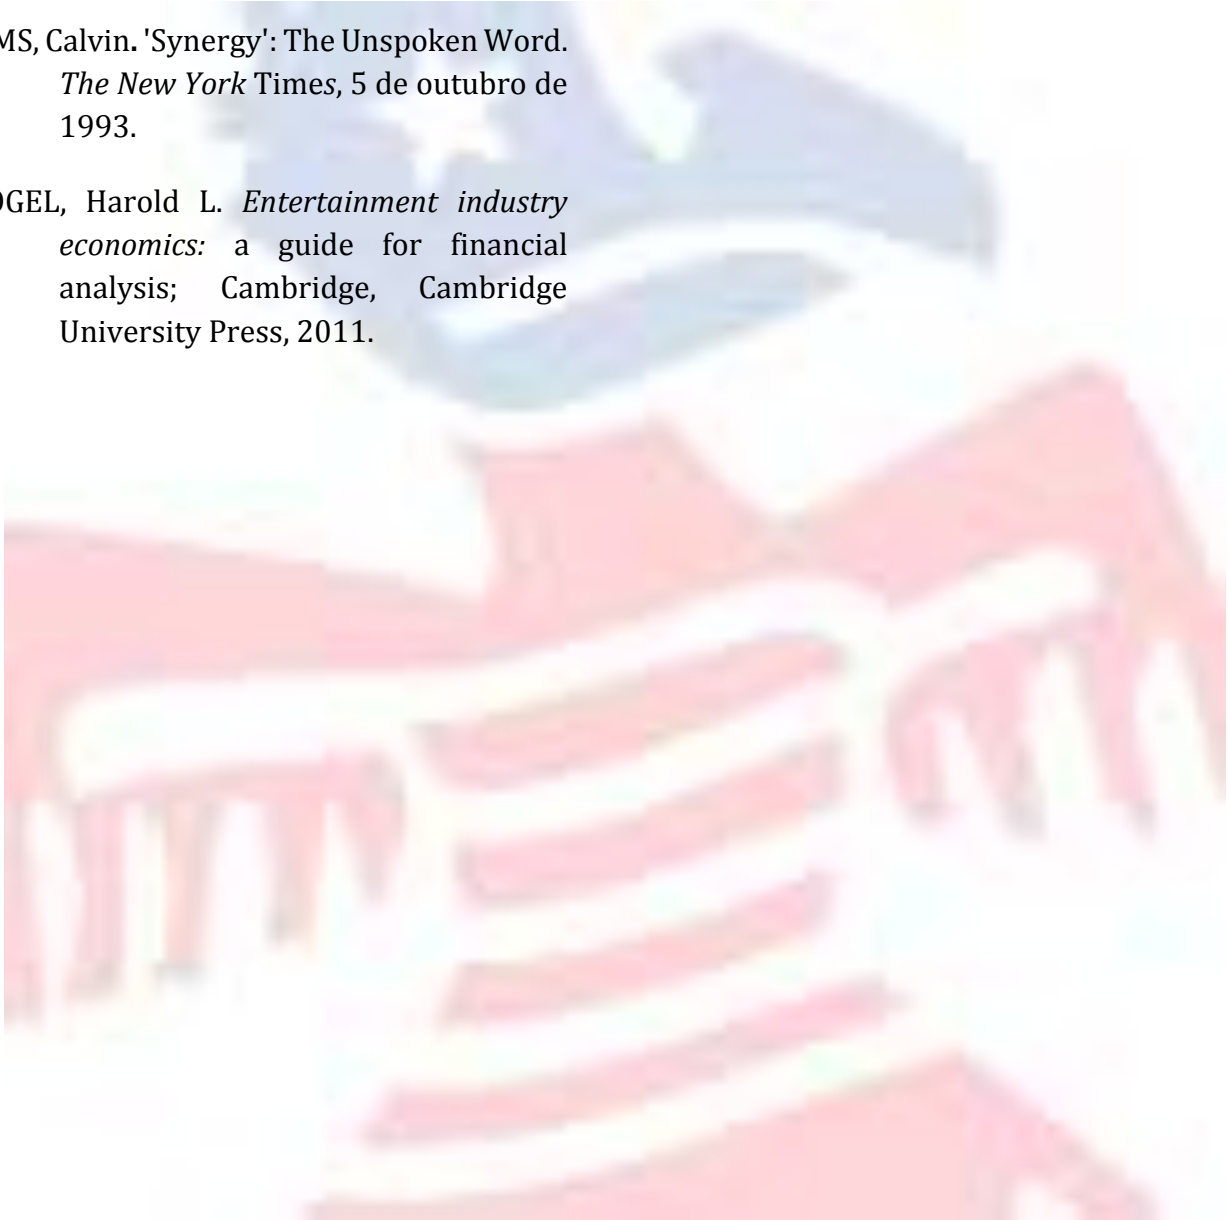 MS, Calvin. 'Synergy': The Unspoken Word.
The New York Times, 5 de outubro de
1993.
OGEL, Harold L. Entertainment industry
economics: a guide for financial
analysis; Cambridge, Cambridge
University Press, 2011.